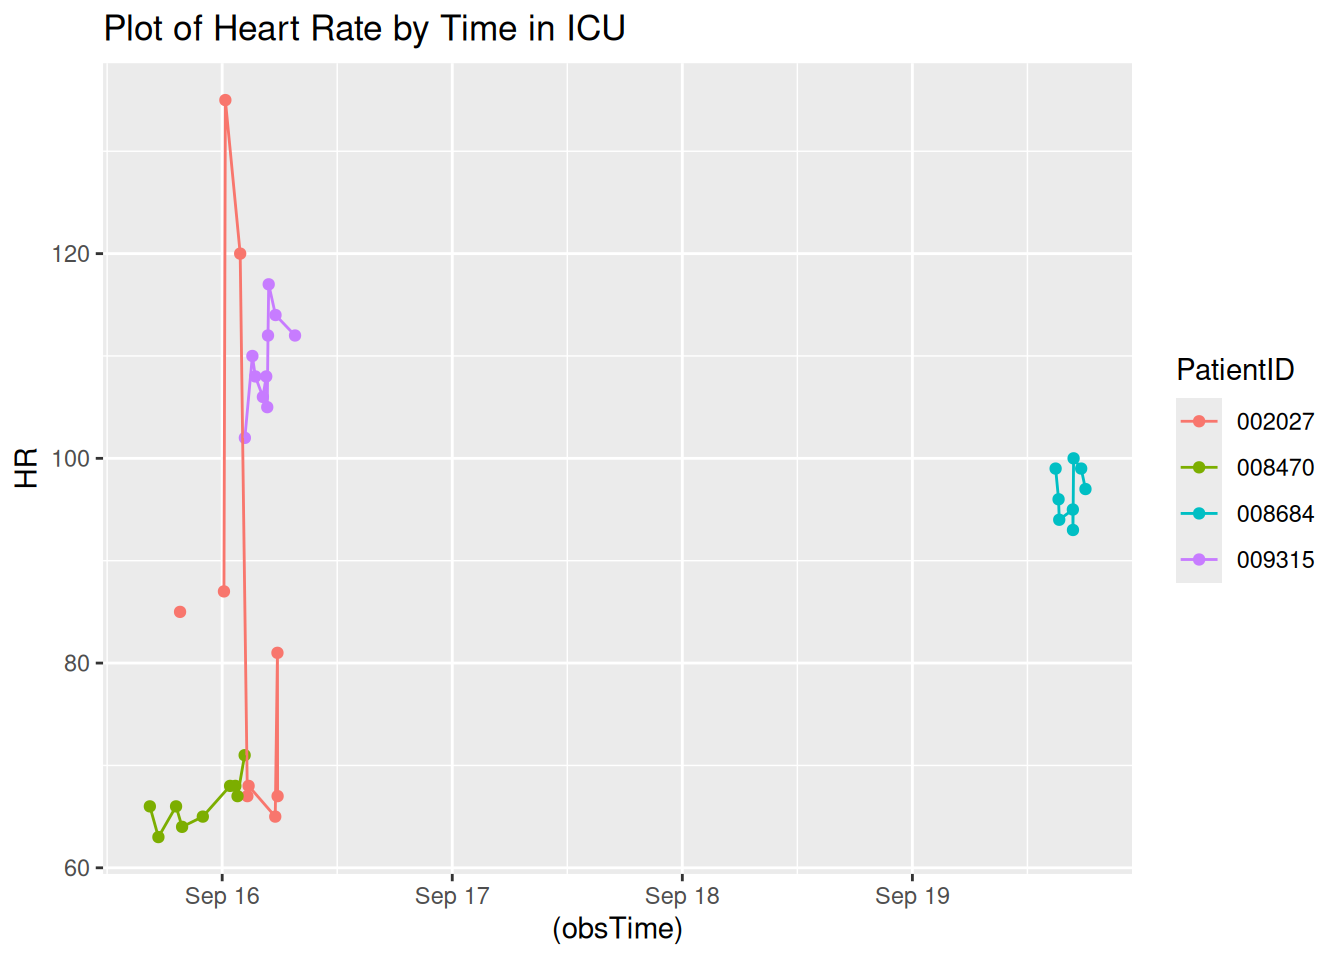 Plot of Heart Rate by Time in ICU
HR
120
100
80
60
Sep 16
Sep 17
Sep 18
Sep 19
(obsTime)
PatientID
002027
008470
008684
009315